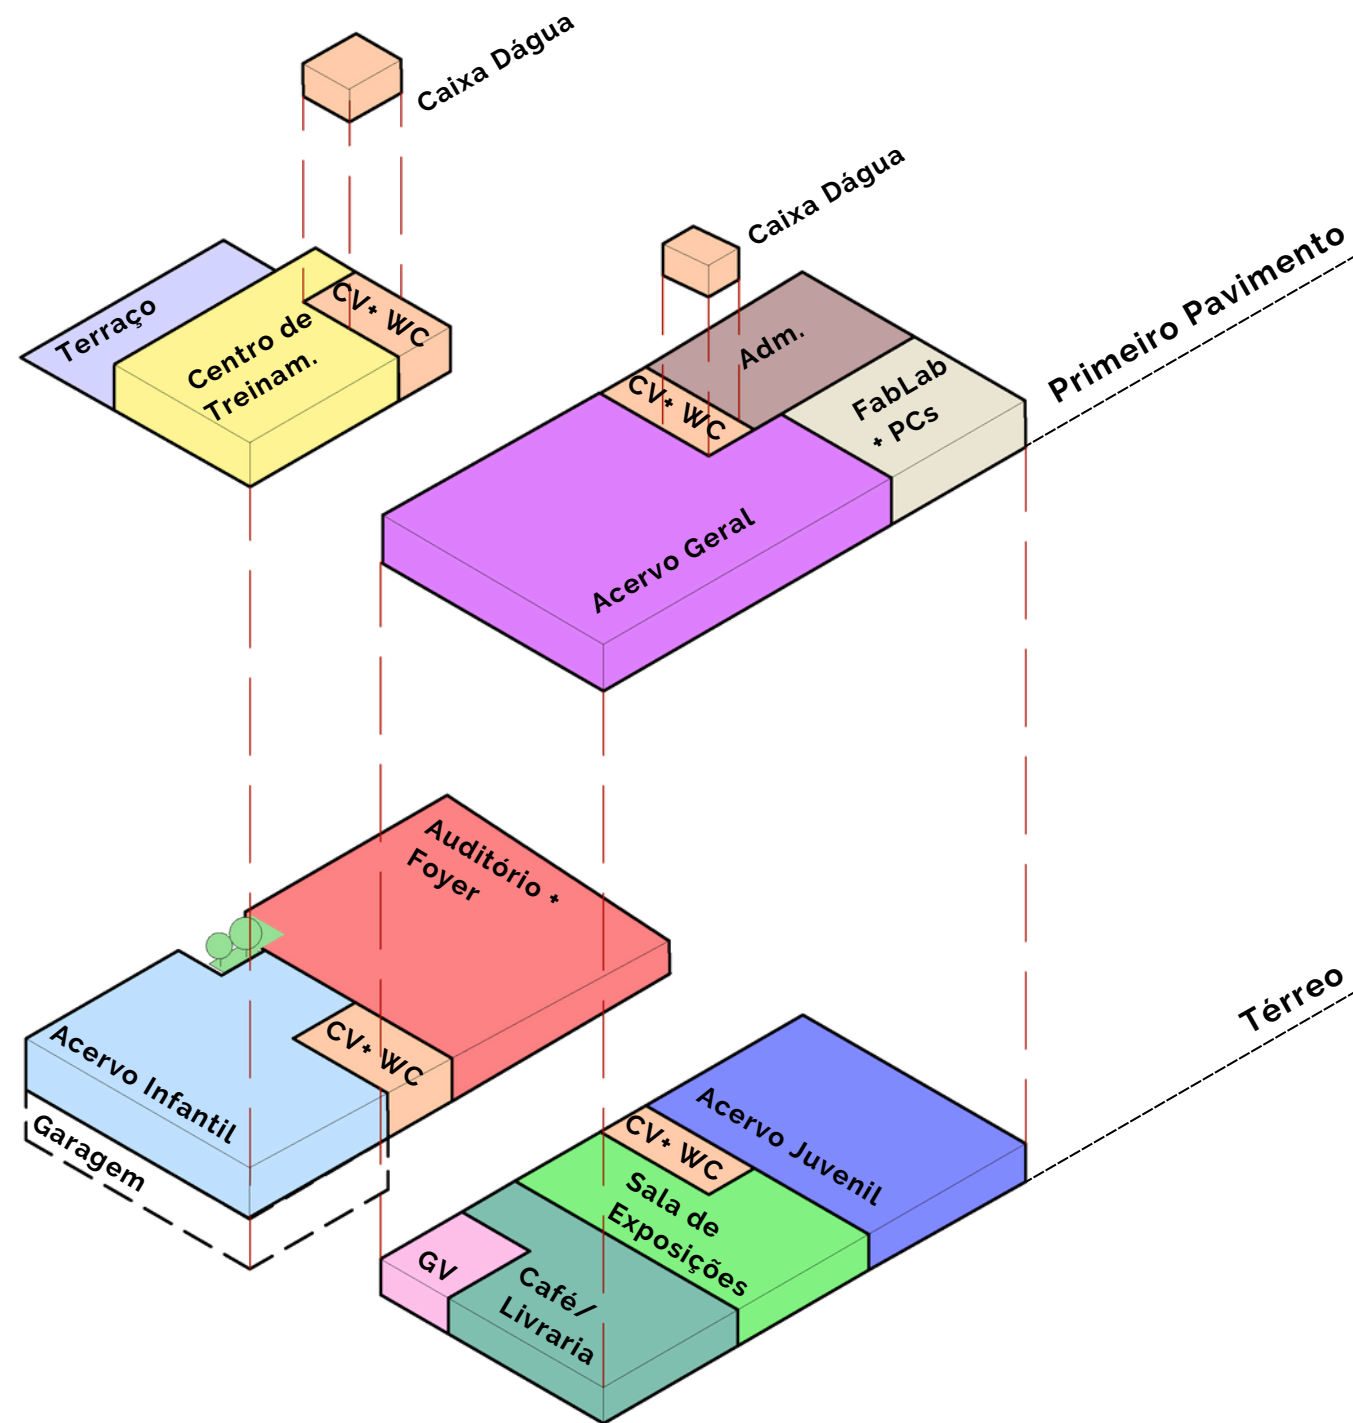 Caixa Dágua
Caixa Dágua
Primeiro Pavimento
Terraço
Centro de
Treinam.
CV+ WC
Adm.
CV+ WC
FabLab
+ PCs
Acervo Geral
Auditório +
Foyer
Acervo Infantil
CV+ WC
Garagem
Térreo
Acervo Juvenil
CV+ WC
Sala de
Exposições
GV
Café/
Livraria